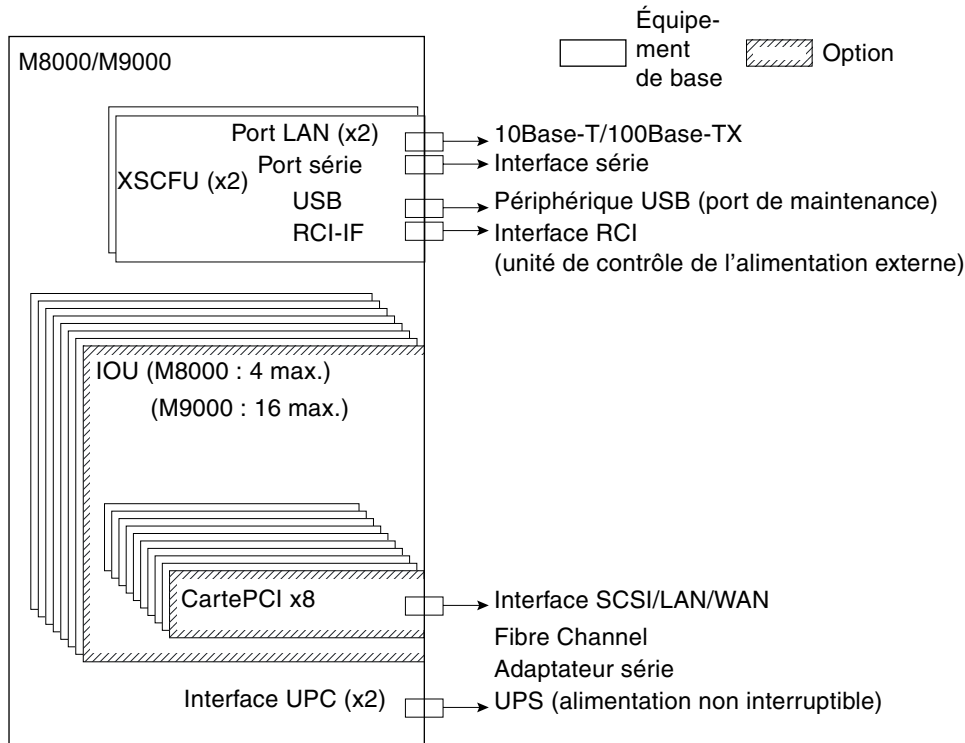 Équipe-
ment
de base
Option
M8000/M9000
Port LAN (x2)
10Base-T/100Base-TX
Port série
Interface série
XSCFU (x2)
USB
Périphérique USB (port de maintenance)
RCI-IF
Interface RCI
(unité de contrôle de l’alimentation externe)
IOU (M8000 : 4 max.)
(M9000 : 16 max.)
CartePCI x8
Interface SCSI/LAN/WAN
Fibre Channel
Adaptateur série
Interface UPC (x2)
UPS (alimentation non interruptible)